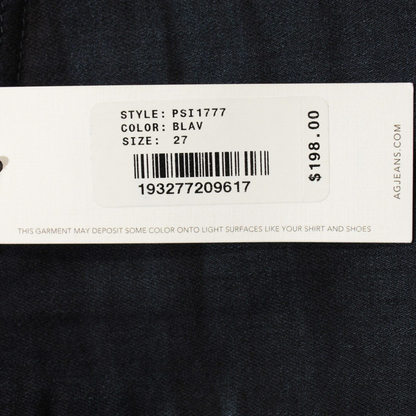 STYLE: PSI1777
COLOR: BLAV
SIZE: 27
193277209617
$198.00
AGJEANS.COM
THIS GARMENT MAY DEPOSIT SOME COLOR ONTO LIGHT SURFACES LIKE YOUR SHIRT AND SHOES